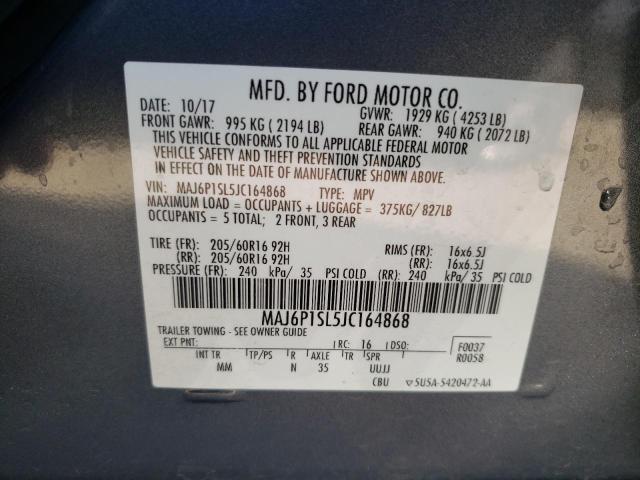 MFD. BY FORD MOTOR CO.
DATE: 10/17 GVWR: 1929 KG ( 4253 LB)
FRONT GAWR: 995 KG ( 2194 LB) REAR GAWR: 940 KG ( 2072 LB)
THIS VEHICLE CONFORMS TO ALL APPLICABLE FEDERAL MOTOR
VEHICLE SAFETY AND THEFT PREVENTION STANDARDS
IN EFFECT ON THE DATE OF MANUFACTURE SHOWN ABOVE.
VIN: MAJ6P1SL5JC164868 TYPE: MPV
MAXIMUM LOAD = OCCUPANTS + LUGGAGE = 375KG/ 827LB
OCCUPANTS = 5 TOTAL; 2 FRONT, 3 REAR
TIRE (FR): 205/60R16 92H RIMS (FR): 16x6.5J
(RR): 205/60R16 92H (RR): 16x6.5J
PRESSURE (FR): 240 kPa/ 35 PSI COLD (RR): 240 kPa/ 35 PSI COLD
MAJ6P1SL5JC164868
TRAILER TOWING - SEE OWNER GUIDE
EXT PNT: RC: 16 DSO: F0037
R0058
INT TR TP/PS R AXLE TR SPR
MM N 35 UUJJ
CBU 5U5A-5420472-AA